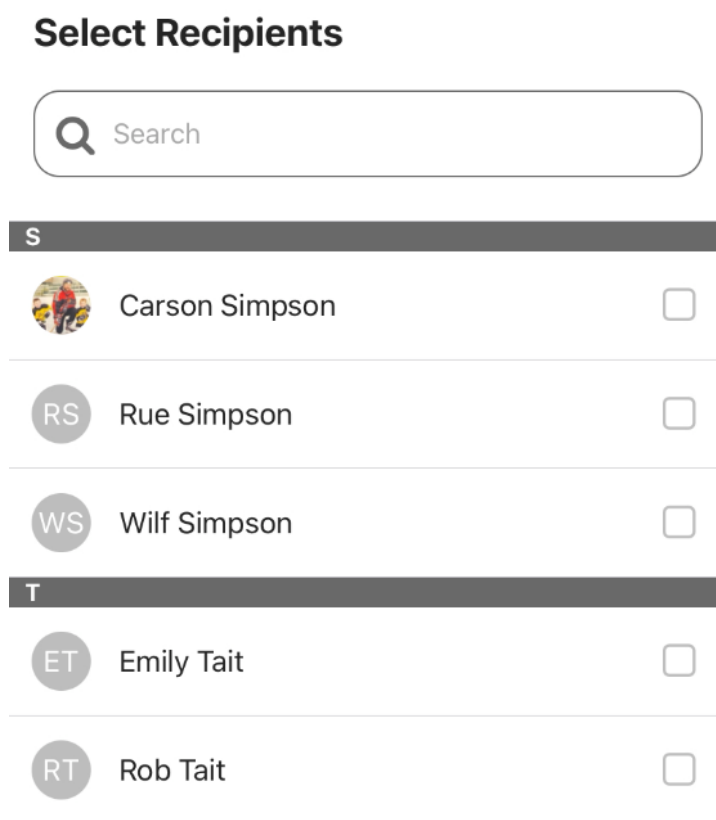 Select Recipients
Search
S
Carson Simpson
RS Rue Simpson
WS Wilf Simpson
T
ET Emily Tait
RT Rob Tait